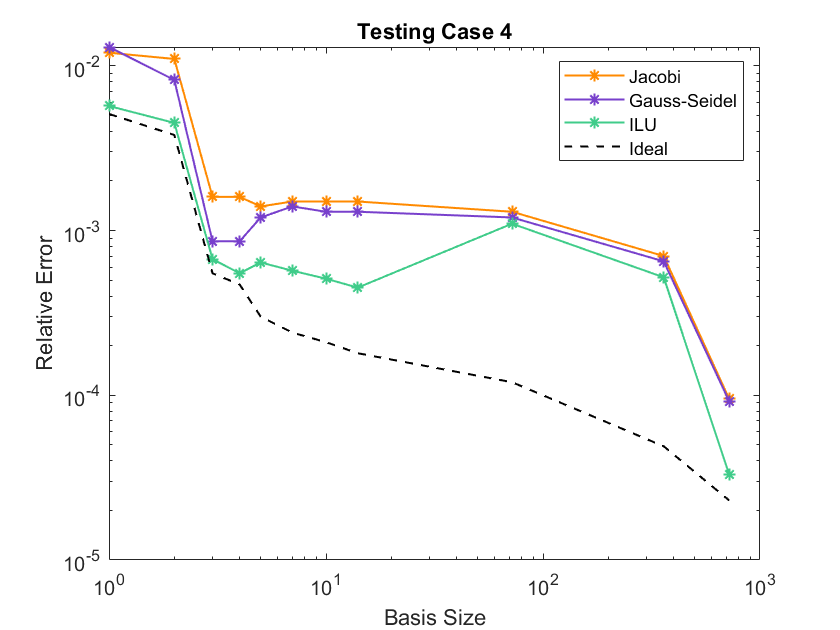 Testing Case 4
Jacobi
Gauss-Seidel
ILU
Ideal
Relative Error
10^-2
10^-3
10^-4
10^-5
10^0
10^1
10^2
10^3
Basis Size